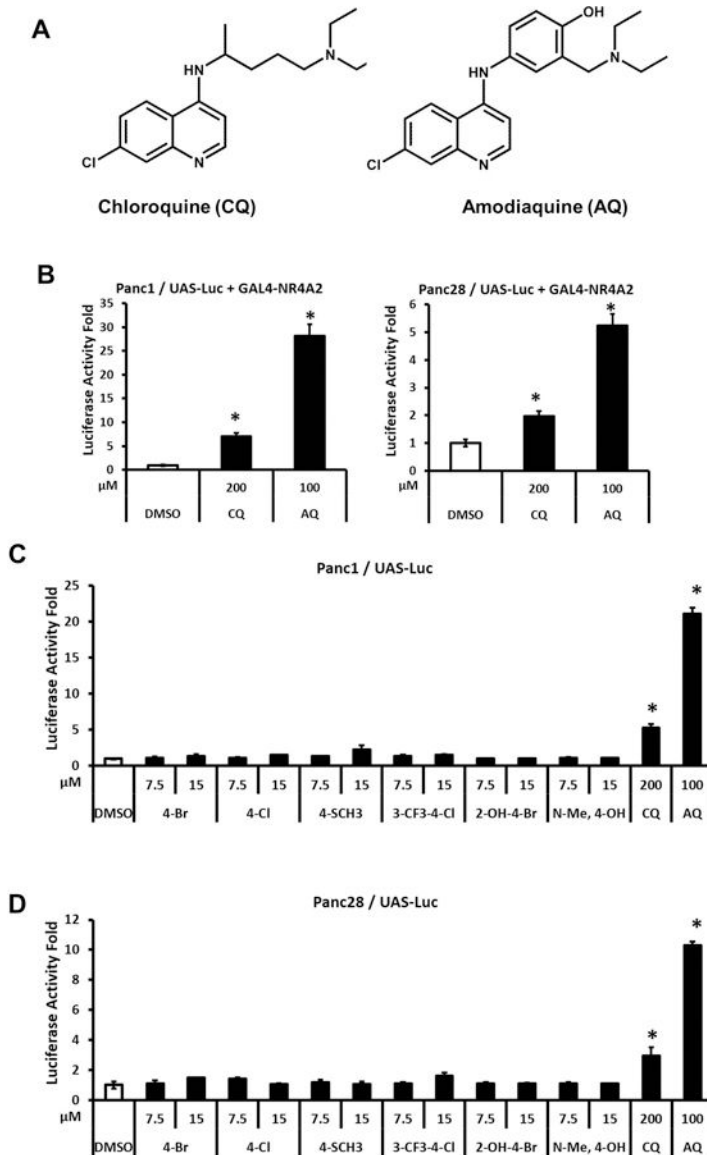 A
HN
N
Cl
N
Chloroquine (CQ)
OH
HN
N
Cl
N
Amodiaquine (AQ)
B
Panc1 / UAS-Luc + GAL4-NR4A2
Luciferase Activity Fold
35
30
25
20
15
10
5
0
µM 200 100
DMSO CQ AQ
* *
Panc28 / UAS-Luc + GAL4-NR4A2
Luciferase Activity Fold
6
5
4
3
2
1
0
µM 200 100
DMSO CQ AQ
* *
C
Panc1 / UAS-Luc
Luciferase Activity Fold
25
20
15
10
5
0
* *
µM 7.5 15 7.5 15 7.5 15 7.5 15 7.5 15 7.5 15 200 100
DMSO 4-Br 4-Cl 4-SCH3 3-CF3-4-Cl 2-OH-4-Br N-Me, 4-OH CQ AQ
D
Panc28 / UAS-Luc
Luciferase Activity Fold
12
10
8
6
4
2
0
* *
µM 7.5 15 7.5 15 7.5 15 7.5 15 7.5 15 7.5 15 200 100
DMSO 4-Br 4-Cl 4-SCH3 3-CF3-4-Cl 2-OH-4-Br N-Me, 4-OH CQ AQ